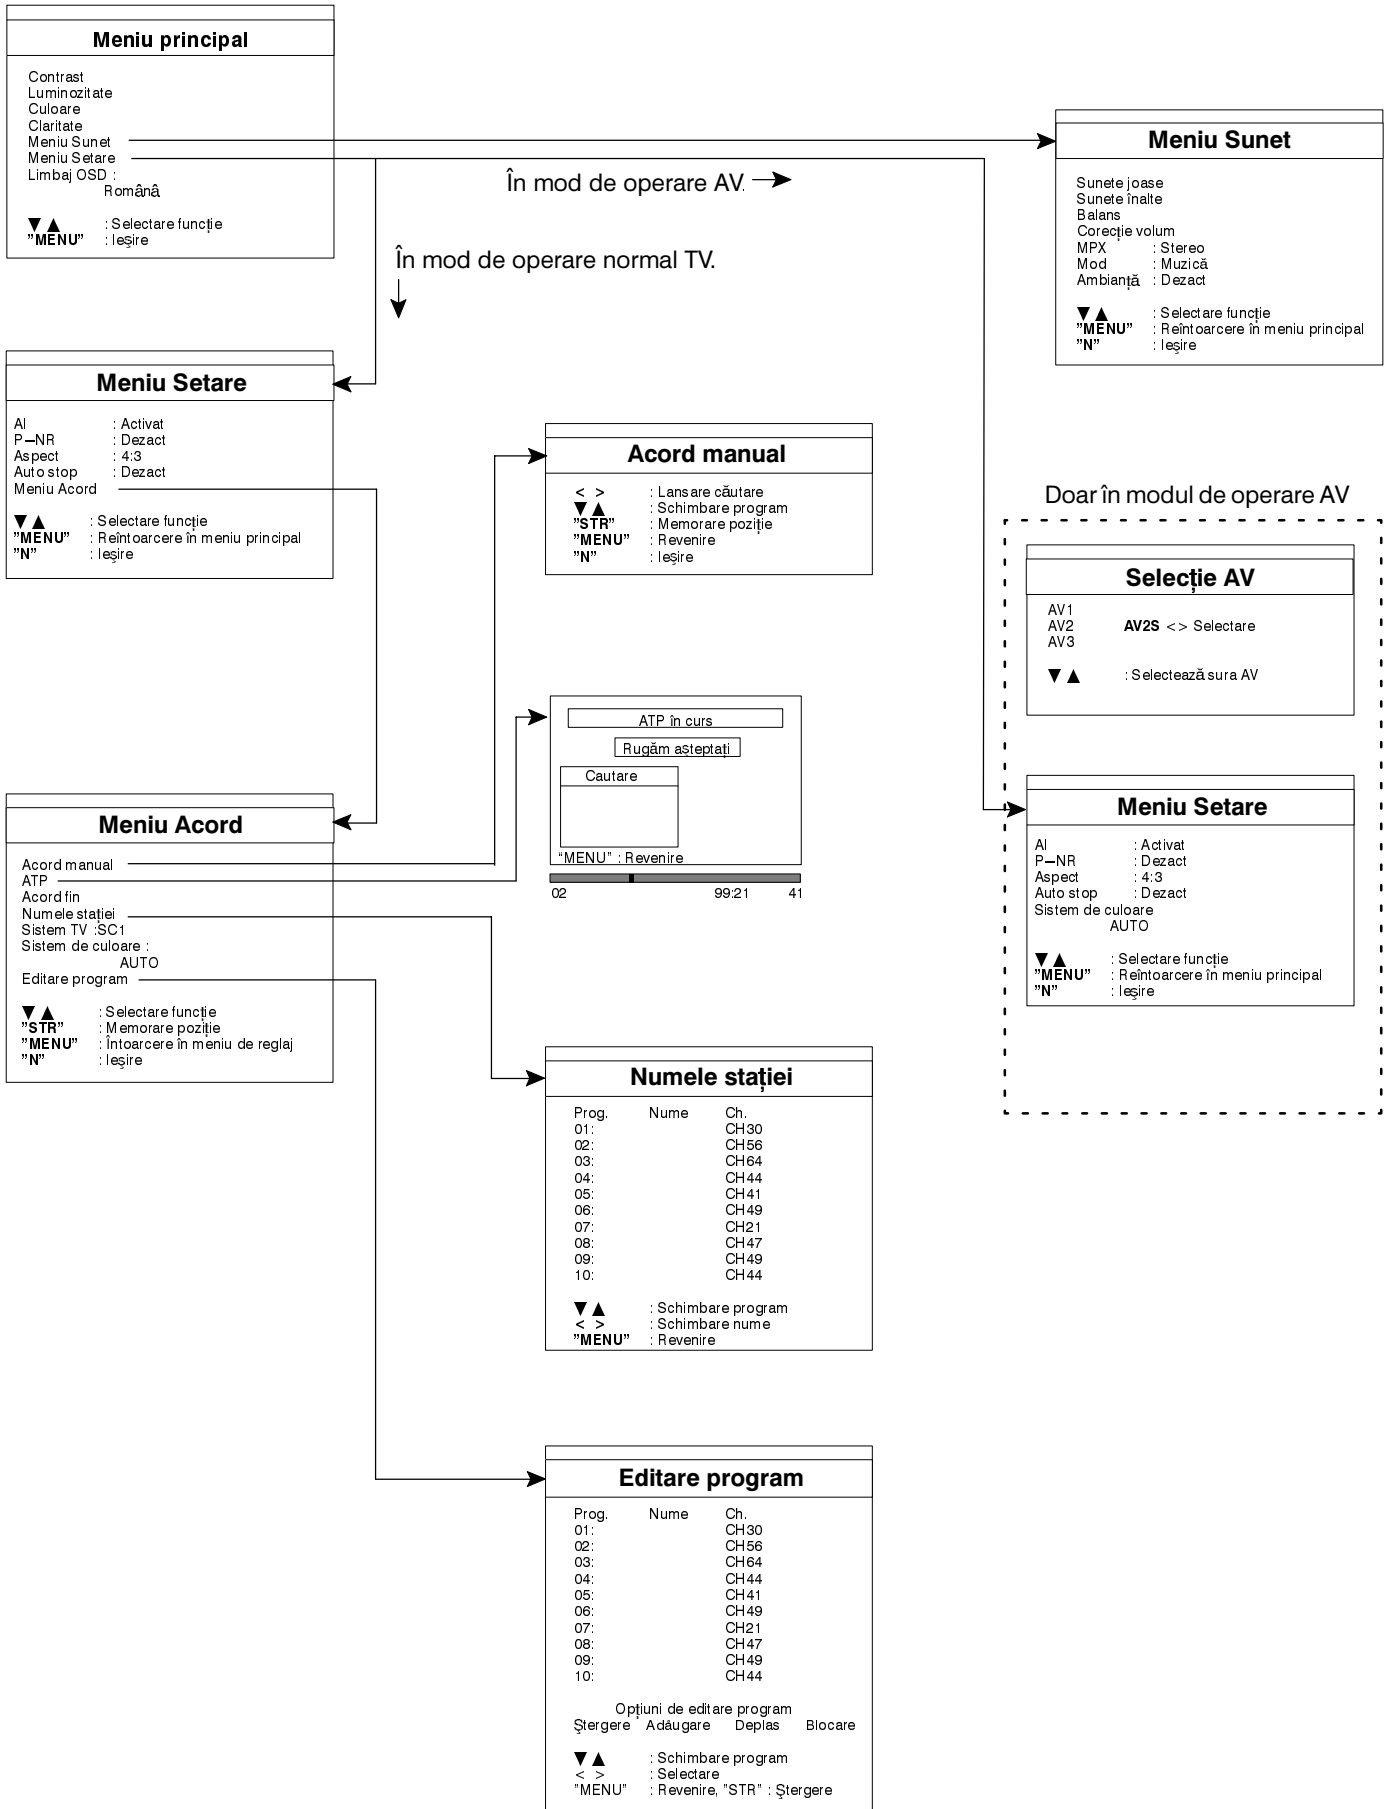 Meniu principal
Contrast
Luminozitate
Culoare
Claritate
Meniu Sunet
Meniu Setare
Limbaj OSD :
Română
▼ ▲ : Selectare funcție
”MENU” : Ieşire
În mod de operare AV.
În mod de operare normal TV.
Meniu Sunet
Sunete joase
Sunete înalte
Balans
Corecție volum
MPX : Stereo
Mod : Muzică
Ambianţă : Dezact
▼ ▲ : Selectare funcție
”MENU” : Reîntoarcere în meniu principal
”N” : Ieşire
Meniu Setare
AI : Activat
P–NR : Dezact
Aspect : 4:3
Auto stop : Dezact
Meniu Acord
▼ ▲ : Selectare funcție
”MENU” : Reîntoarcere în meniu principal
”N” : Ieşire
Acord manual
< > : Lansare căutare
▼ ▲ : Schimbare program
”STR” : Memorare poziție
”MENU” : Revenire
”N” : Ieşire
Doar în modul de operare AV
Selecție AV
AV1
AV2 AV2S < > Selectare
AV3
▼ ▲ : Selectează sura AV
ATP în curs
Rugăm așteptați
Cautare
“MENU” : Revenire
02 99:21 41
Meniu Setare
AI : Activat
P–NR : Dezact
Aspect : 4:3
Auto stop : Dezact
Sistem de culoare
AUTO
▼ ▲ : Selectare funcție
”MENU” : Reîntoarcere în meniu principal
”N” : Ieşire
Meniu Acord
Acord manual
ATP
Acord fin
Numele stației
Sistem TV :SC1
Sistem de culoare :
AUTO
Editare program
▼ ▲ : Selectare funcție
”STR” : Memorare poziție
”MENU” : Întoarcere în meniu de reglaj
”N” : Ieşire
Numele stației
Prog. Nume Ch.
01: CH30
02: CH56
03: CH64
04: CH44
05: CH41
06: CH49
07: CH21
08: CH47
09: CH49
10: CH44
▼ ▲ : Schimbare program
< > : Schimbare nume
”MENU” : Revenire
Editare program
Prog. Nume Ch.
01: CH30
02: CH56
03: CH64
04: CH44
05: CH41
06: CH49
07: CH21
08: CH47
09: CH49
10: CH44
Opțiuni de editare program
Ștergere Adăugare Deplas Blocare
▼ ▲ : Schimbare program
< > : Selectare
”MENU” : Revenire, ”STR” : Ștergere